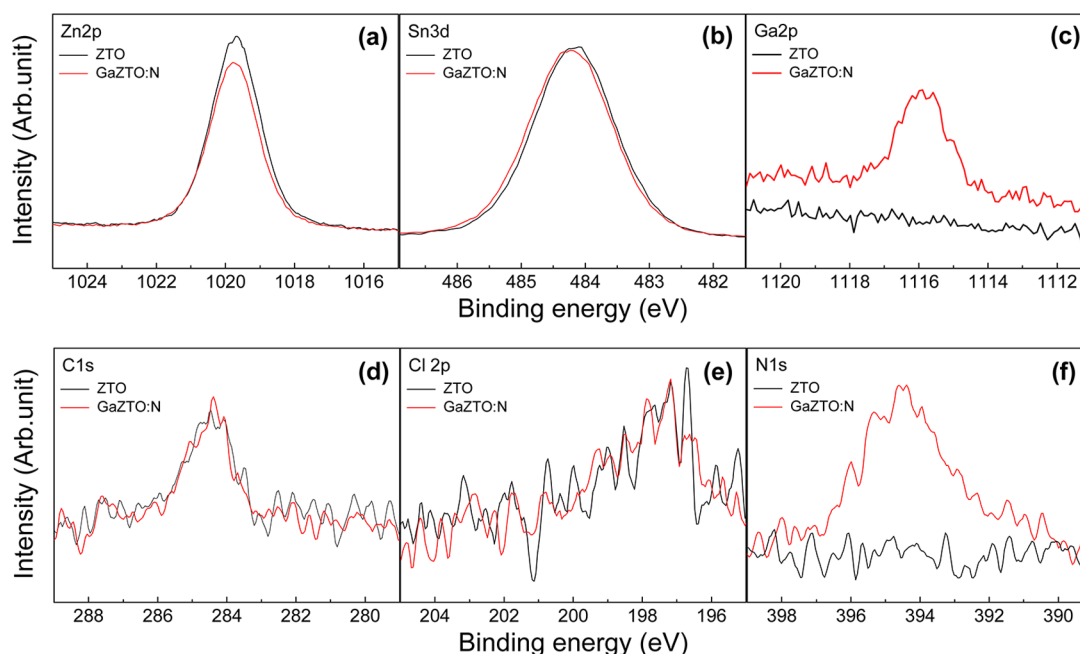 Zn2p
(a)
ZTO
GaZTO:N
Sn3d
(b)
ZTO
GaZTO:N
Ga2p
(c)
ZTO
GaZTO:N
Intensity (Arb.unit)
1024 1022 1020 1018 1016
486 485 484 483 482
1120 1118 1116 1114 1112
Binding energy (eV)
C1s
(d)
ZTO
GaZTO:N
Cl 2p
(e)
ZTO
GaZTO:N
N1s
(f)
ZTO
GaZTO:N
Intensity (Arb.unit)
288 286 284 282 280
204 202 200 198 196
398 396 394 392 390
Binding energy (eV)